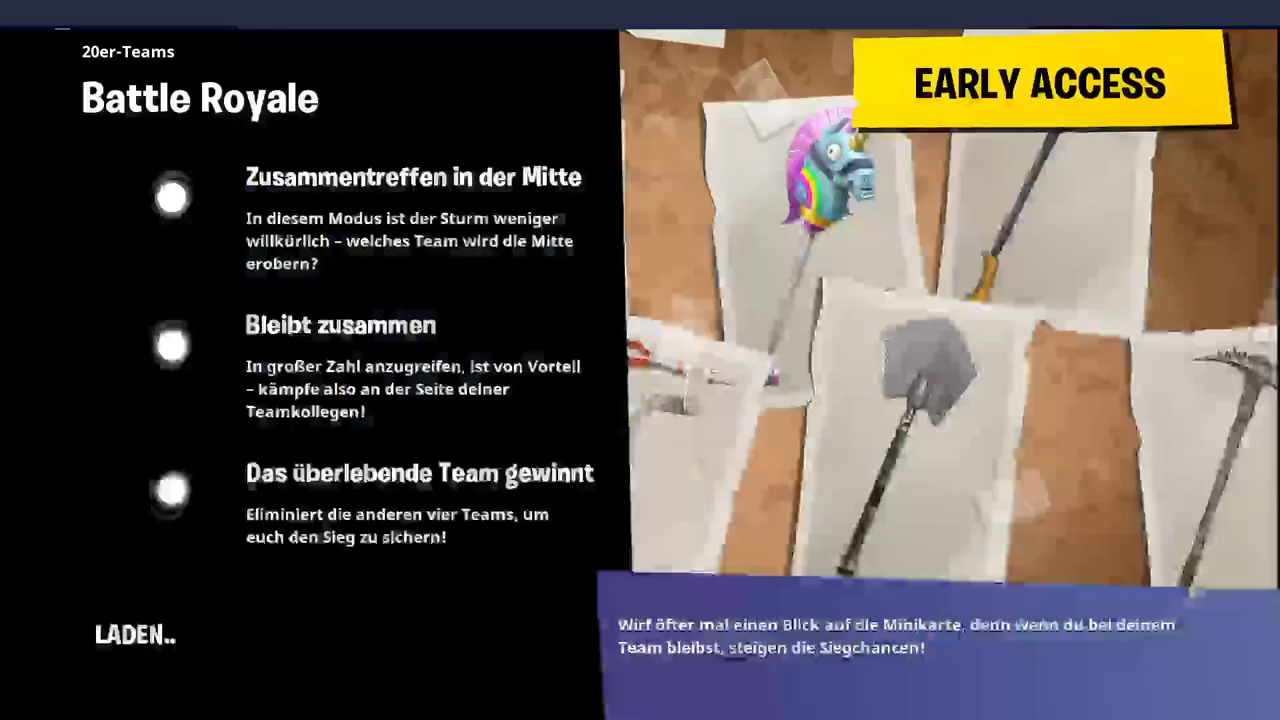 20er-Teams
Battle Royale
EARLY ACCESS
Zusammentreffen in der Mitte
In diesem Modus ist der Sturm weniger
willkürlich – welches Team wird die Mitte
erobern?
Bleibt zusammen
In großer Zahl anzugreifen, ist von Vorteil
– kämpfe also an der Seite deiner
Teamkollegen!
Das überlebende Team gewinnt
Eliminiert die anderen vier Teams, um
euch den Sieg zu sichern!
LADEN..
Wirf öfter mal einen Blick auf die Minikarte, denn wenn du bei deinem
Team bleibst, steigen die Siegchancen!